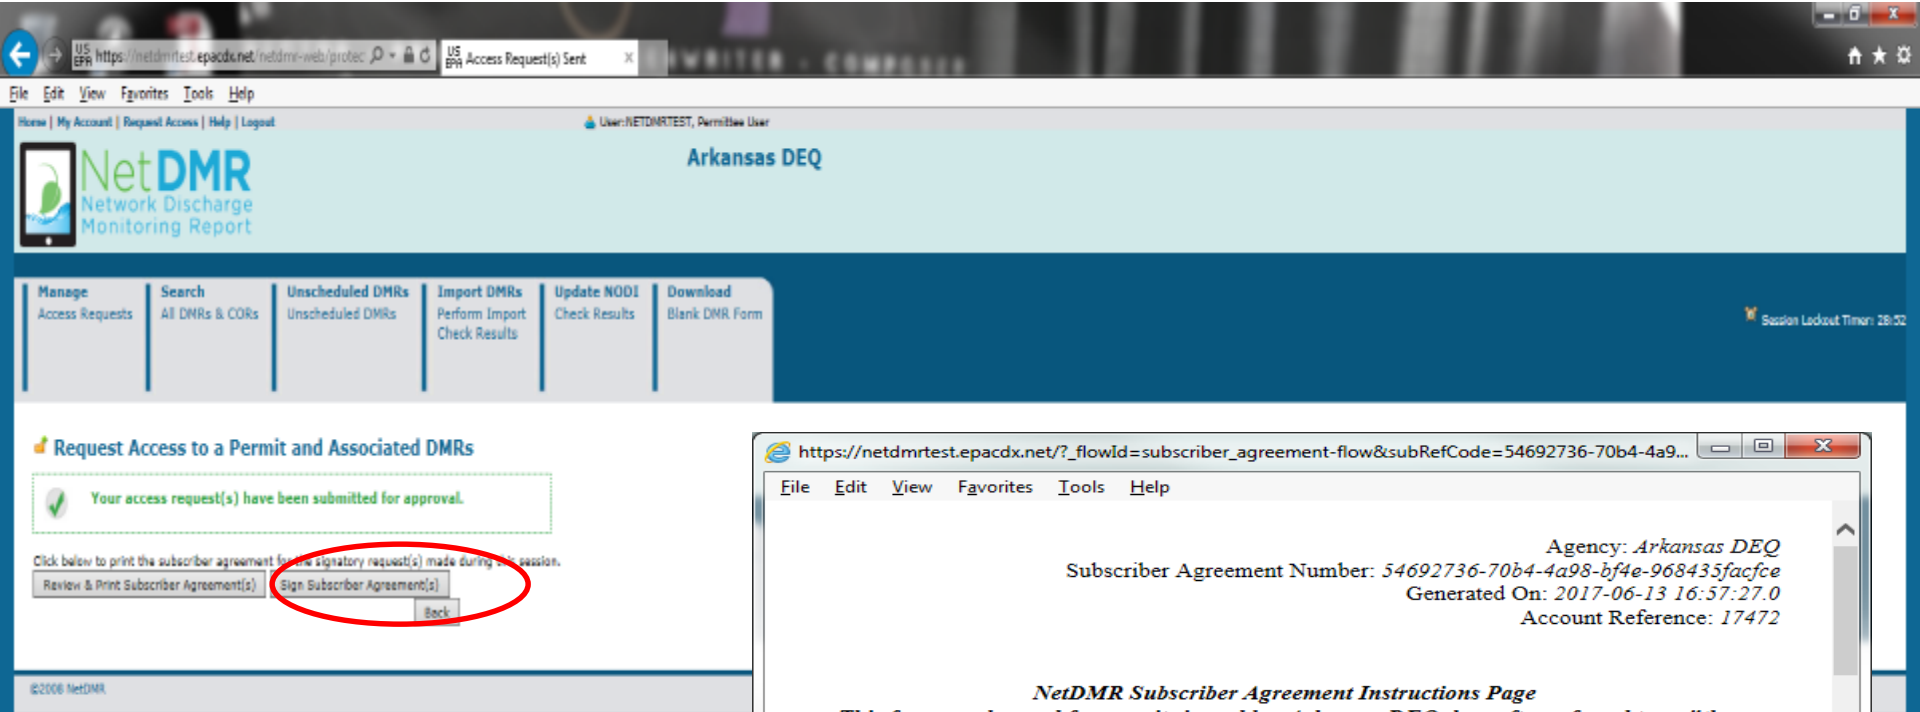 US EPA https://netdmrtest.epacdx.net/netdmr-web/protec
US EPA Access Request(s) Sent x
File Edit View Favorites Tools Help
Home | My Account | Request Access | Help | Logout
User:NETDMRTEST, Permittee User
NetDMR
Network Discharge
Monitoring Report
Arkansas DEQ
Manage
Access Requests
Search
All DMRs & CORs
Unscheduled DMRs
Unscheduled DMRs
Import DMRs
Perform Import
Check Results
Update NODI
Check Results
Download
Blank DMR Form
Session Lockout Timer: 28:52
Request Access to a Permit and Associated DMRs
Your access request(s) have been submitted for approval.
Click below to print the subscriber agreement for the signatory request(s) made during this session.
Review & Print Subscriber Agreement(s) Sign Subscriber Agreement(s)
Back
©2008 NetDMR
https://netdmrtest.epacdx.net/?_flowId=subscriber_agreement-flow&subRefCode=54692736-70b4-4a9...
File Edit View Favorites Tools Help
Agency: Arkansas DEQ
Subscriber Agreement Number: 54692736-70b4-4a98-bf4e-968435facfce
Generated On: 2017-06-13 16:57:27.0
Account Reference: 17472
NetDMR Subscriber Agreement Instructions Page